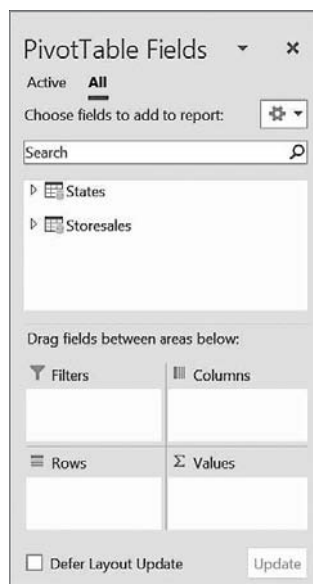 PivotTable Fields
Active All
Choose fields to add to report:
Search
States
Storesales
Drag fields between areas below:
Filters
Columns
Rows
Σ Values
Defer Layout Update
Update